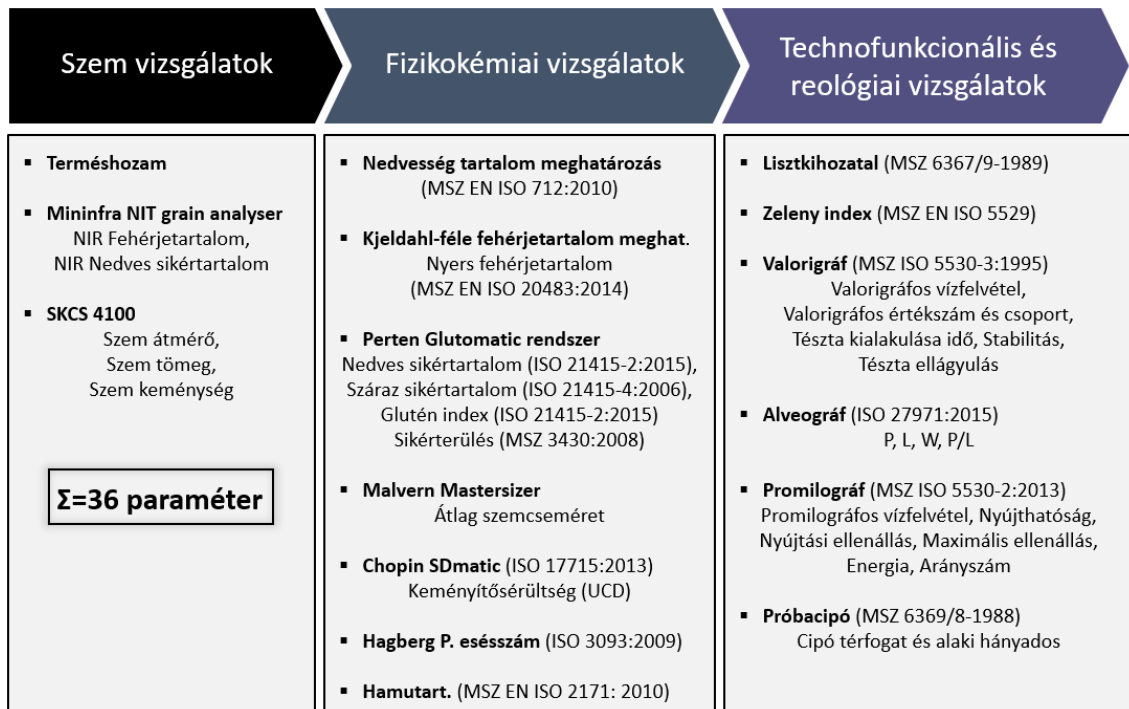 Szem vizsgálatok
▪ Terméshozam
▪ Mininfra NIT grain analyser
NIR Fehérjetartalom,
NIR Nedves sikértartalom
▪ SKCS 4100
Szem átmérő,
Szem tömeg,
Szem keménység
Σ=36 paraméter
Fizikokémiai vizsgálatok
▪ Nedvesség tartalom meghatározás
(MSZ EN ISO 712:2010)
▪ Kjeldahl-féle fehérjetartalom meghat.
Nyers fehérjetartalom
(MSZ EN ISO 20483:2014)
▪ Perten Glutomatic rendszer
Nedves sikértartalom (ISO 21415-2:2015),
Száraz sikértartalom (ISO 21415-4:2006),
Glutén index (ISO 21415-2:2015)
Sikérterülés (MSZ 3430:2008)
▪ Malvern Mastersizer
Átlag szemcseméret
▪ Chopin SDmatic (ISO 17715:2013)
Keményítősérültség (UCD)
▪ Hagberg P. esésszám (ISO 3093:2009)
▪ Hamutart. (MSZ EN ISO 2171: 2010)
Technofunkcionális és
reológiai vizsgálatok
▪ Lisztkihozatal (MSZ 6367/9-1989)
▪ Zeleny index (MSZ EN ISO 5529)
▪ Valorigráf (MSZ ISO 5530-3:1995)
Valorigráfos vízfelvétel,
Valorigráfos értékszám és csoport,
Tészta kialakulása idő, Stabilitás,
Tészta ellágyulás
▪ Alveográf (ISO 27971:2015)
P, L, W, P/L
▪ Promilográf (MSZ ISO 5530-2:2013)
Promilográfos vízfelvétel, Nyújthatóság,
Nyújtási ellenállás, Maximális ellenállás,
Energia, Arányszám
▪ Próbacipó (MSZ 6369/8-1988)
Cipó térfogat és alaki hányados